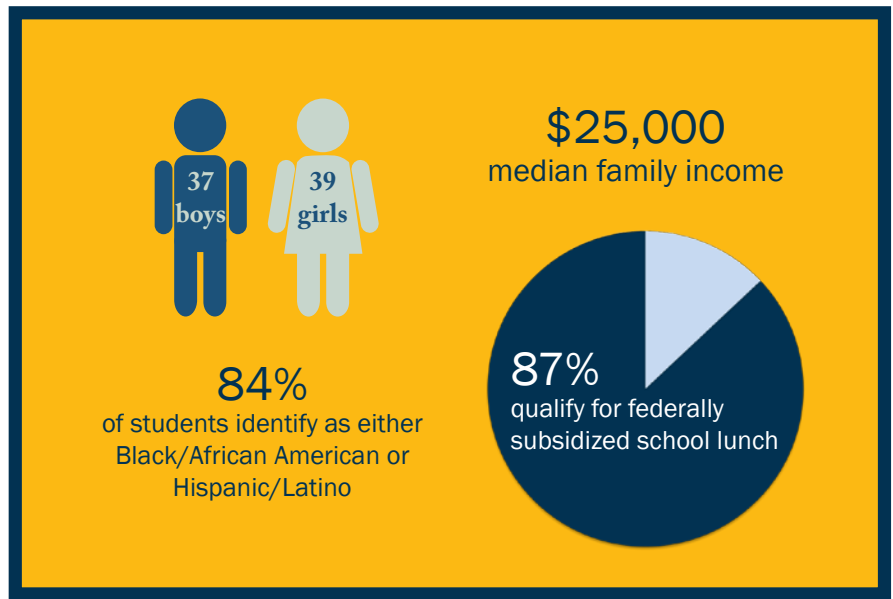 37
boys
39
girls
84%
of students identify as either
Black/African American or
Hispanic/Latino
$25,000
median family income
87%
qualify for federally
subsidized school lunch